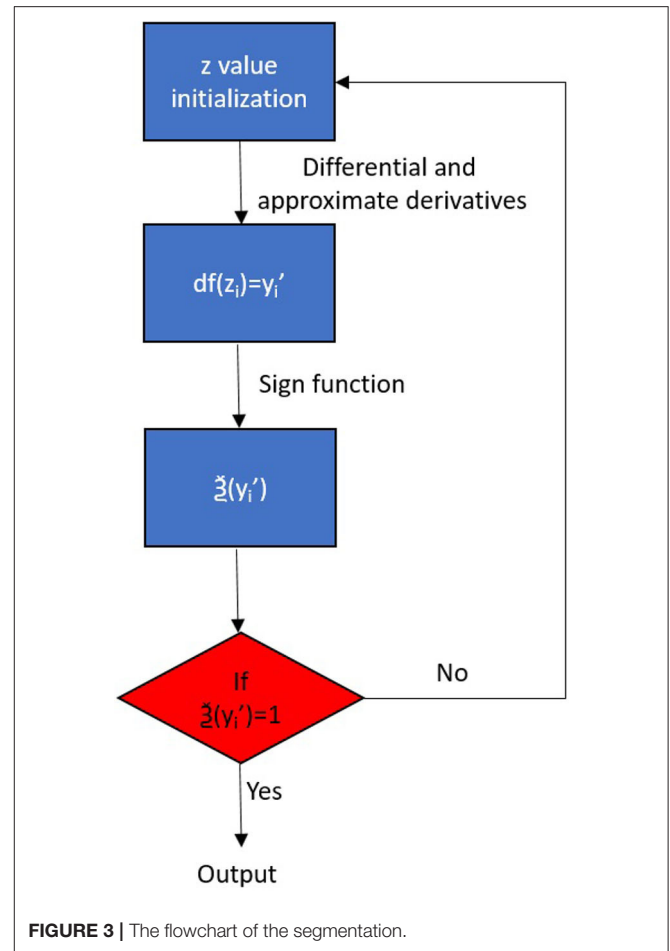 z value
initialization
Differential and
approximate derivatives
df(zᵢ)=yᵢ’
Sign function
Ǯ(yᵢ’)
If
Ǯ(yᵢ’)=1
No
Yes
Output
FIGURE 3 | The flowchart of the segmentation.